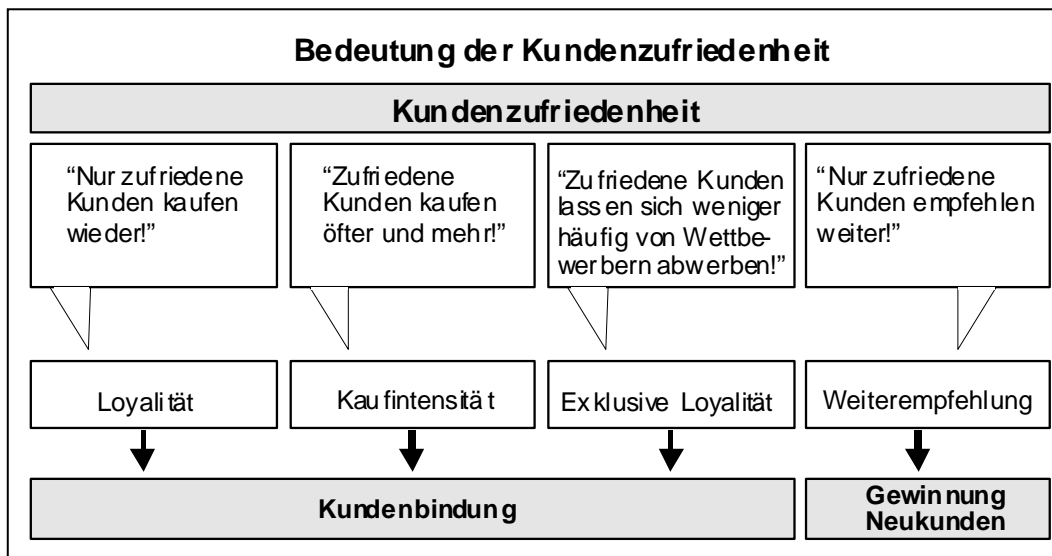 Bedeutung der Kundenzufriedenheit
Kundenzufriedenheit
“Nur zufriedene
Kunden kaufen
wieder!”
“Zufriedene
Kunden kaufen
öfter und mehr!”
“Zufriedene Kunden
lassen sich weniger
häufig von Wettbe-
werbern abwerben!”
“Nur zufriedene
Kunden empfehlen
weiter!”
Loyalität
Kaufintensität
Exklusive Loyalität
Weiterempfehlung
Kundenbindung
Gewinnung
Neukunden